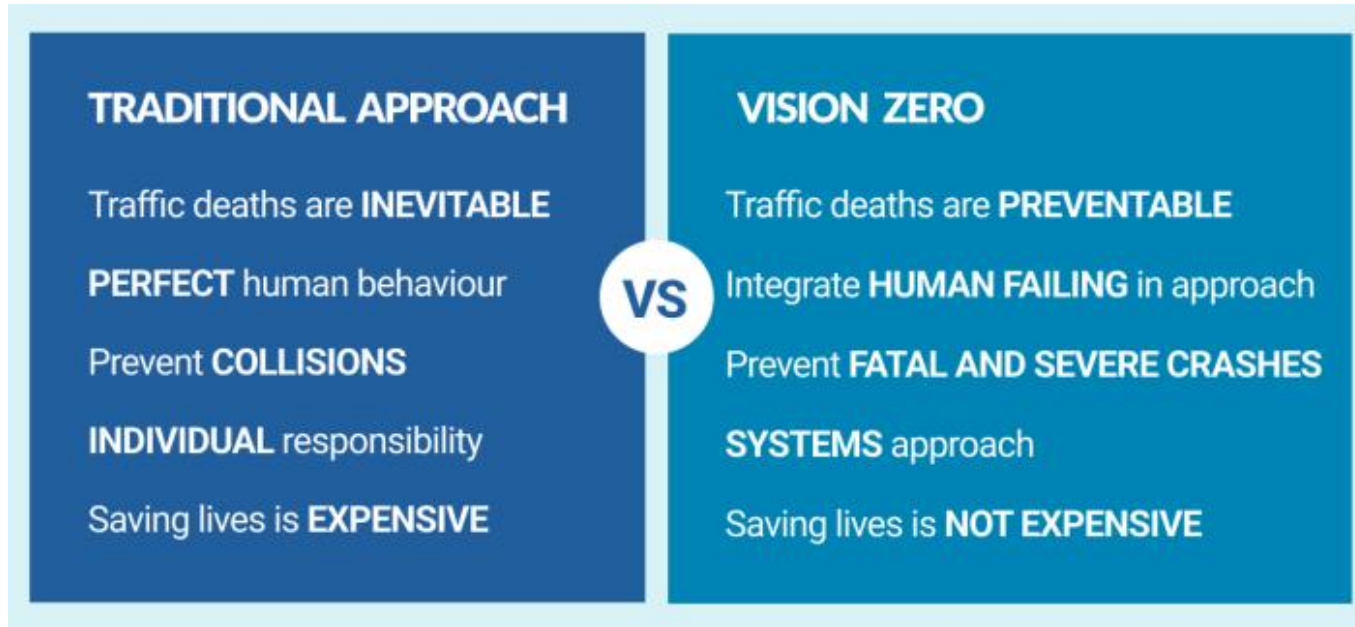 TRADITIONAL APPROACH
Traffic deaths are INEVITABLE
PERFECT human behaviour
Prevent COLLISIONS
INDIVIDUAL responsibility
Saving lives is EXPENSIVE
VS
VISION ZERO
Traffic deaths are PREVENTABLE
Integrate HUMAN FAILING in approach
Prevent FATAL AND SEVERE CRASHES
SYSTEMS approach
Saving lives is NOT EXPENSIVE